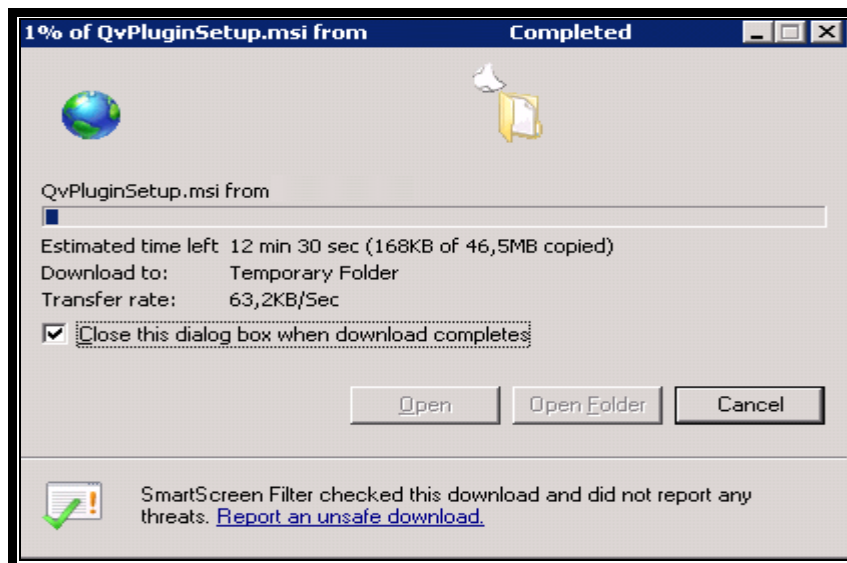 1% of QvPluginSetup.msi from Completed
QvPluginSetup.msi from
Estimated time left 12 min 30 sec (168KB of 46,5MB copied)
Download to: Temporary Folder
Transfer rate: 63,2KB/Sec
Close this dialog box when download completes
Open Open Folder Cancel
SmartScreen Filter checked this download and did not report any
threats. Report an unsafe download.